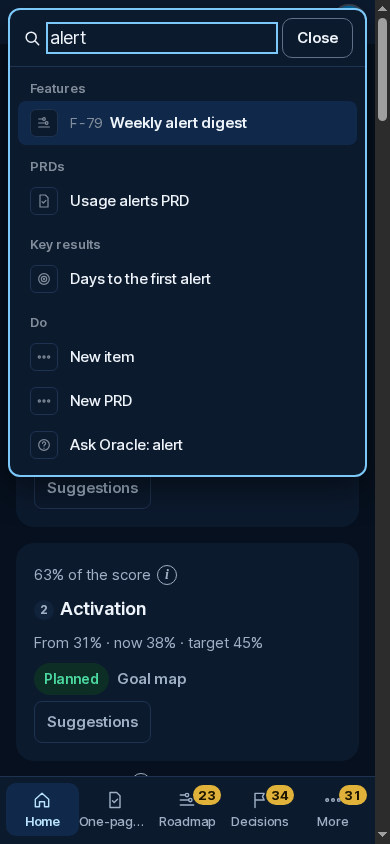 alert
Close
Features
F-79 Weekly alert digest
PRDs
Usage alerts PRD
Key results
Days to the first alert
Do
New item
New PRD
Ask Oracle: alert
Suggestions
63% of the score i
2 Activation
From 31% · now 38% · target 45%
Planned Goal map
Suggestions
23 34 31
Home One-pag… Roadmap Decisions More